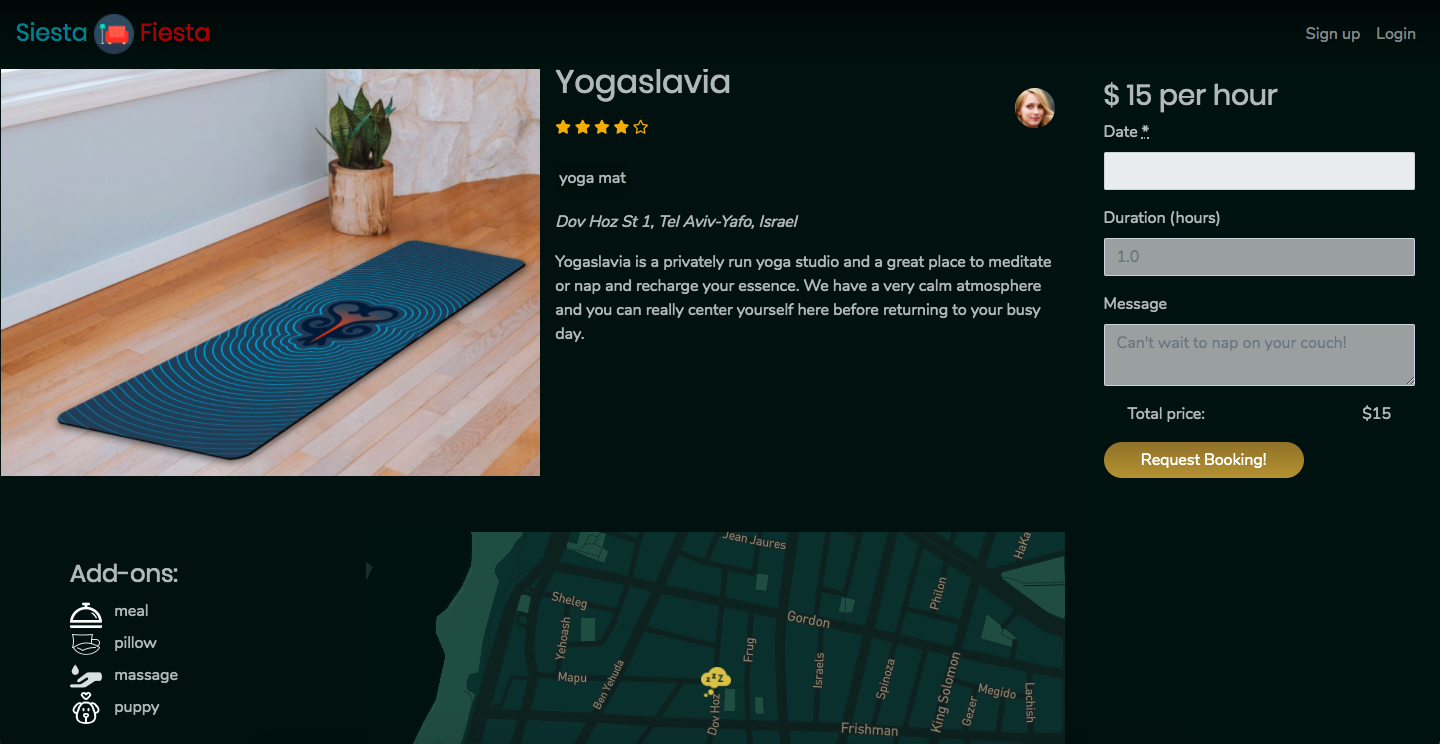 Siesta Fiesta
Sign up Login
Yogaslavia
yoga mat
Dov Hoz St 1, Tel Aviv-Yafo, Israel
Yogaslavia is a privately run yoga studio and a great place to meditate
or nap and recharge your essence. We have a very calm atmosphere
and you can really center yourself here before returning to your busy
day.
$ 15 per hour
Date *
Duration (hours)
1.0
Message
Can't wait to nap on your couch!
Total price: $15
Request Booking!
Add-ons:
meal
pillow
massage
puppy
Jean Jaures
HaKa
Sheleg
Philon
Gordon
Yehoash
Frug
Israels
Mapu
Ben Yehuda
zzZ
Spinoza
King Solomon
Megido
Lachish
Gezer
Dov Hoz
Frishman